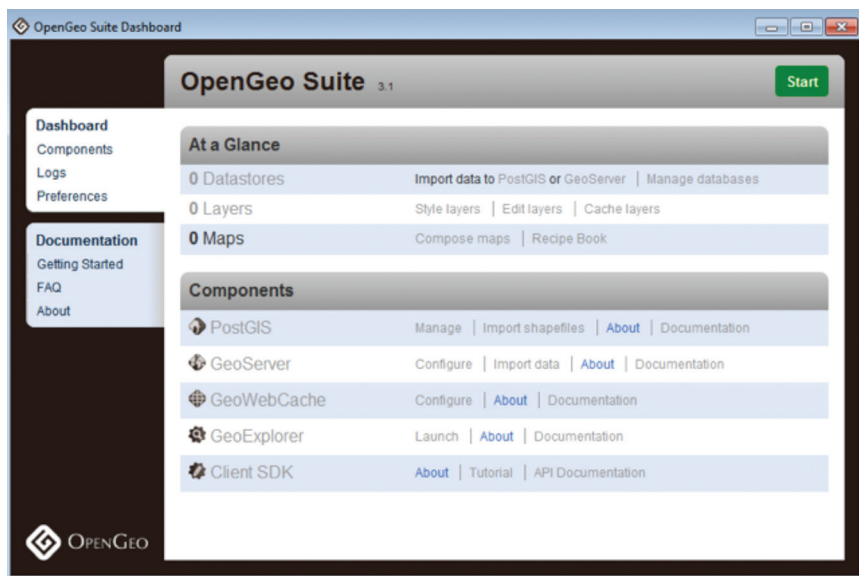 OpenGeo Suite Dashboard
OpenGeo Suite 3.1 Start
Dashboard
Components
Logs
Preferences
Documentation
Getting Started
FAQ
About
At a Glance
0 Datastores Import data to PostGIS or GeoServer | Manage databases
0 Layers Style layers | Edit layers | Cache layers
0 Maps Compose maps | Recipe Book
Components
PostGIS Manage | Import shapefiles | About | Documentation
GeoServer Configure | Import data | About | Documentation
GeoWebCache Configure | About | Documentation
GeoExplorer Launch | About | Documentation
Client SDK About | Tutorial | API Documentation
OPENGEO